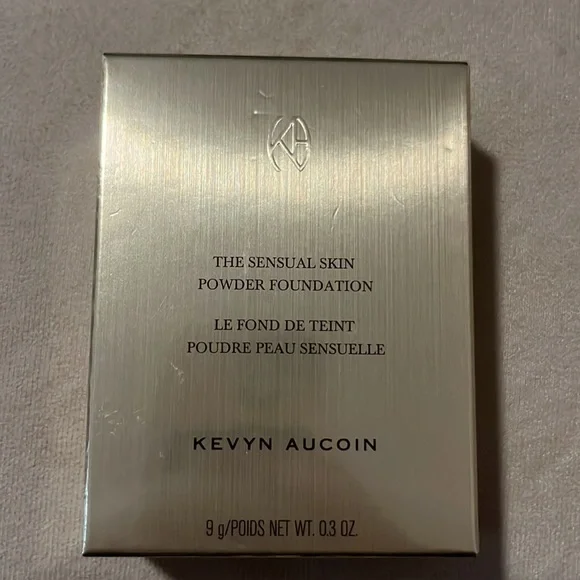 KA
THE SENSUAL SKIN
POWDER FOUNDATION
LE FOND DE TEINT
POUDRE PEAU SENSUELLE
KEVYN AUCOIN
9 g/POIDS NET WT. 0.3 OZ.